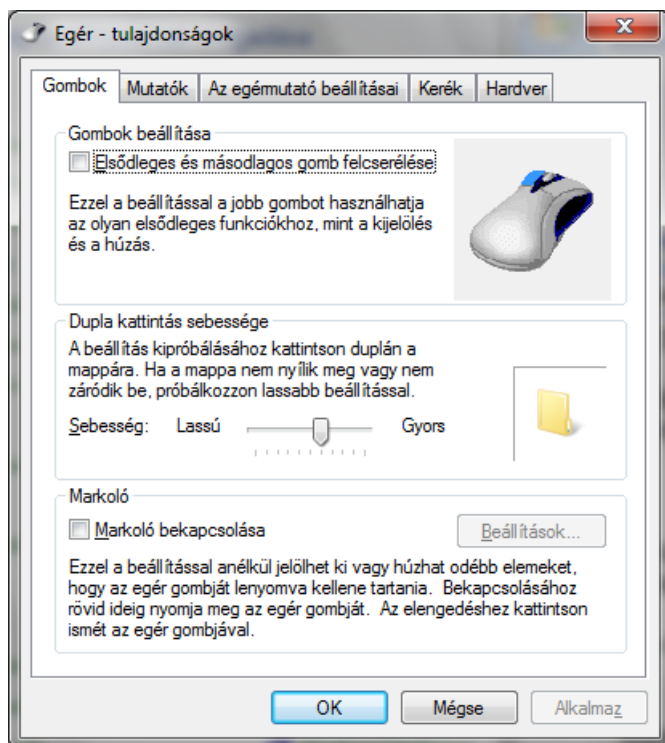 Egér - tulajdonságok
Gombok Mutatók Az egérmutató beállításai Kerék Hardver
Gombok beállítása
Elsődleges és másodlagos gomb felcserélése
Ezzel a beállítással a jobb gombot használhatja
az olyan elsődleges funkciókhoz, mint a kijelölés
és a húzás.
Dupla kattintás sebessége
A beállítás kipróbálásához kattintson duplán a
mappára. Ha a mappa nem nyílik meg vagy nem
záródik be, próbálkozzon lassabb beállítással.
Sebesség: Lassú Gyors
Markoló
Markoló bekapcsolása Beállítások...
Ezzel a beállítással anélkül jelölhet ki vagy húzhat odébb elemeket,
hogy az egér gombját lenyomva kellene tartania. Bekapcsolásához
rövid ideig nyomja meg az egér gombját. Az elengedéshez kattintson
ismét az egér gombjával.
OK Mégse Alkalmaz